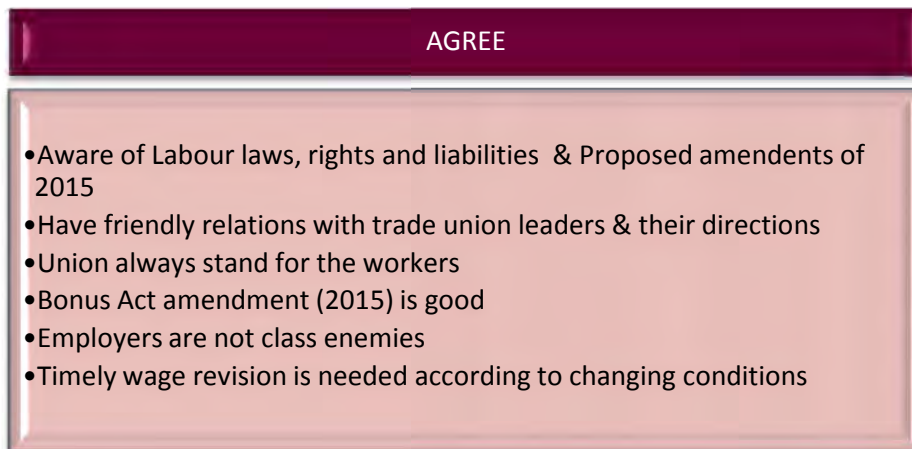 AGREE
•Aware of Labour laws, rights and liabilities & Proposed amendents of
2015
•Have friendly relations with trade union leaders & their directions
•Union always stand for the workers
•Bonus Act amendment (2015) is good
•Employers are not class enemies
•Timely wage revision is needed according to changing conditions